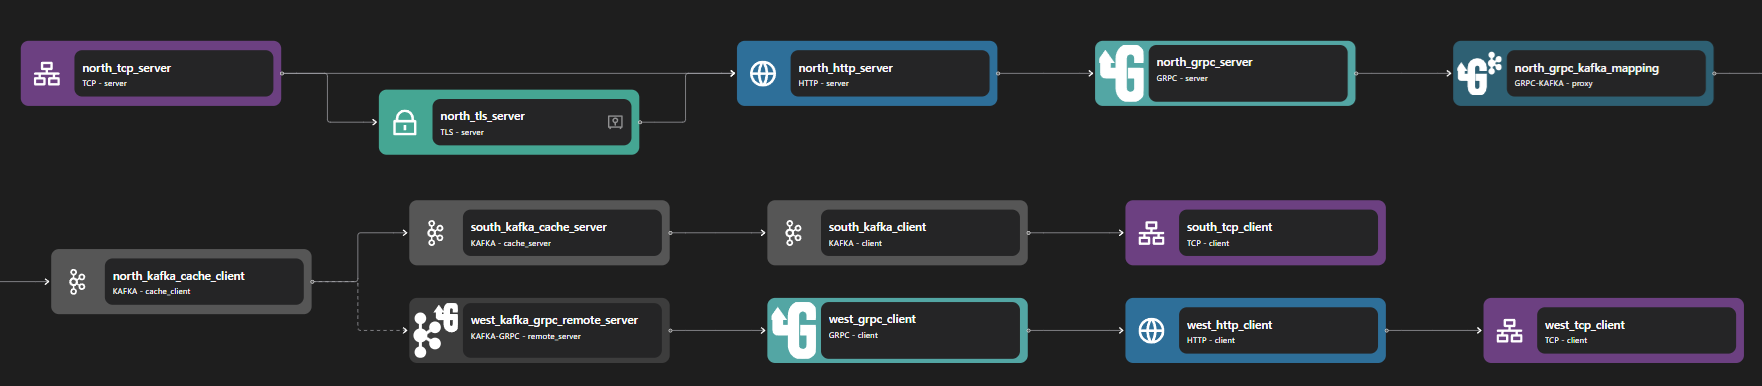 north_tcp_server
TCP - server
north_tls_server
TLS - server
north_http_server
HTTP - server
north_grpc_server
GRPC - server
north_grpc_kafka_mapping
GRPC-KAFKA - proxy
north_kafka_cache_client
KAFKA - cache_client
south_kafka_cache_server
KAFKA - cache_server
south_kafka_client
KAFKA - client
south_tcp_client
TCP - client
west_kafka_grpc_remote_server
KAFKA-GRPC - remote_server
west_grpc_client
GRPC - client
west_http_client
HTTP - client
west_tcp_client
TCP - client